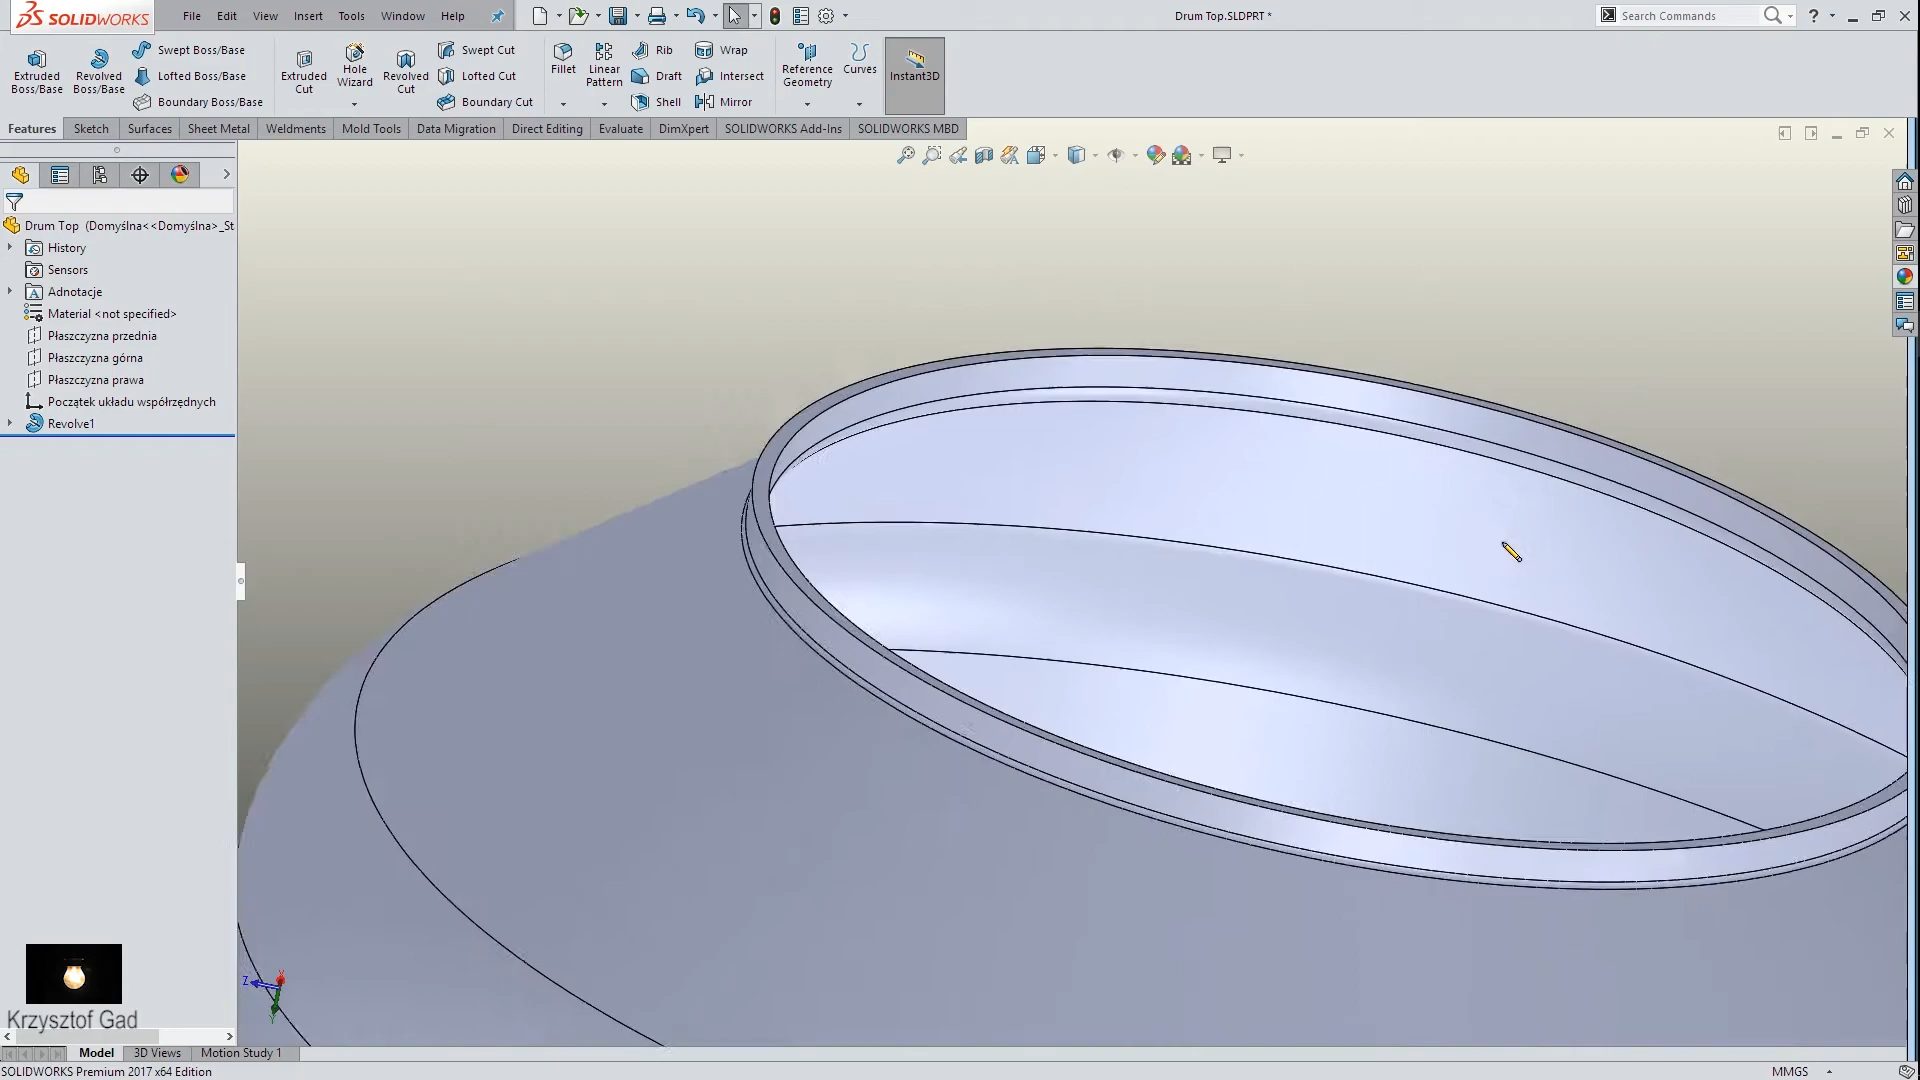 SOLIDWORKS
File Edit View Insert Tools Window Help
Drum Top.SLDPRT *
Search Commands
Extruded Boss/Base
Revolved Boss/Base
Swept Boss/Base
Lofted Boss/Base
Boundary Boss/Base
Extruded Cut
Hole Wizard
Revolved Cut
Swept Cut
Lofted Cut
Boundary Cut
Fillet
Linear Pattern
Rib
Draft
Shell
Wrap
Intersect
Mirror
Reference Geometry
Curves
Instant3D
Features Sketch Surfaces Sheet Metal Weldments Mold Tools Data Migration Direct Editing Evaluate DimXpert SOLIDWORKS Add-Ins SOLIDWORKS MBD
Drum Top (Domyślna<<Domyślna>_St
History
Sensors
Adnotacje
Material <not specified>
Płaszczyzna przednia
Płaszczyzna górna
Płaszczyzna prawa
Początek układu współrzędnych
Revolve1
Z
Y
Krzysztof Gad
Model 3D Views Motion Study 1
SOLIDWORKS Premium 2017 x64 Edition
MMGS